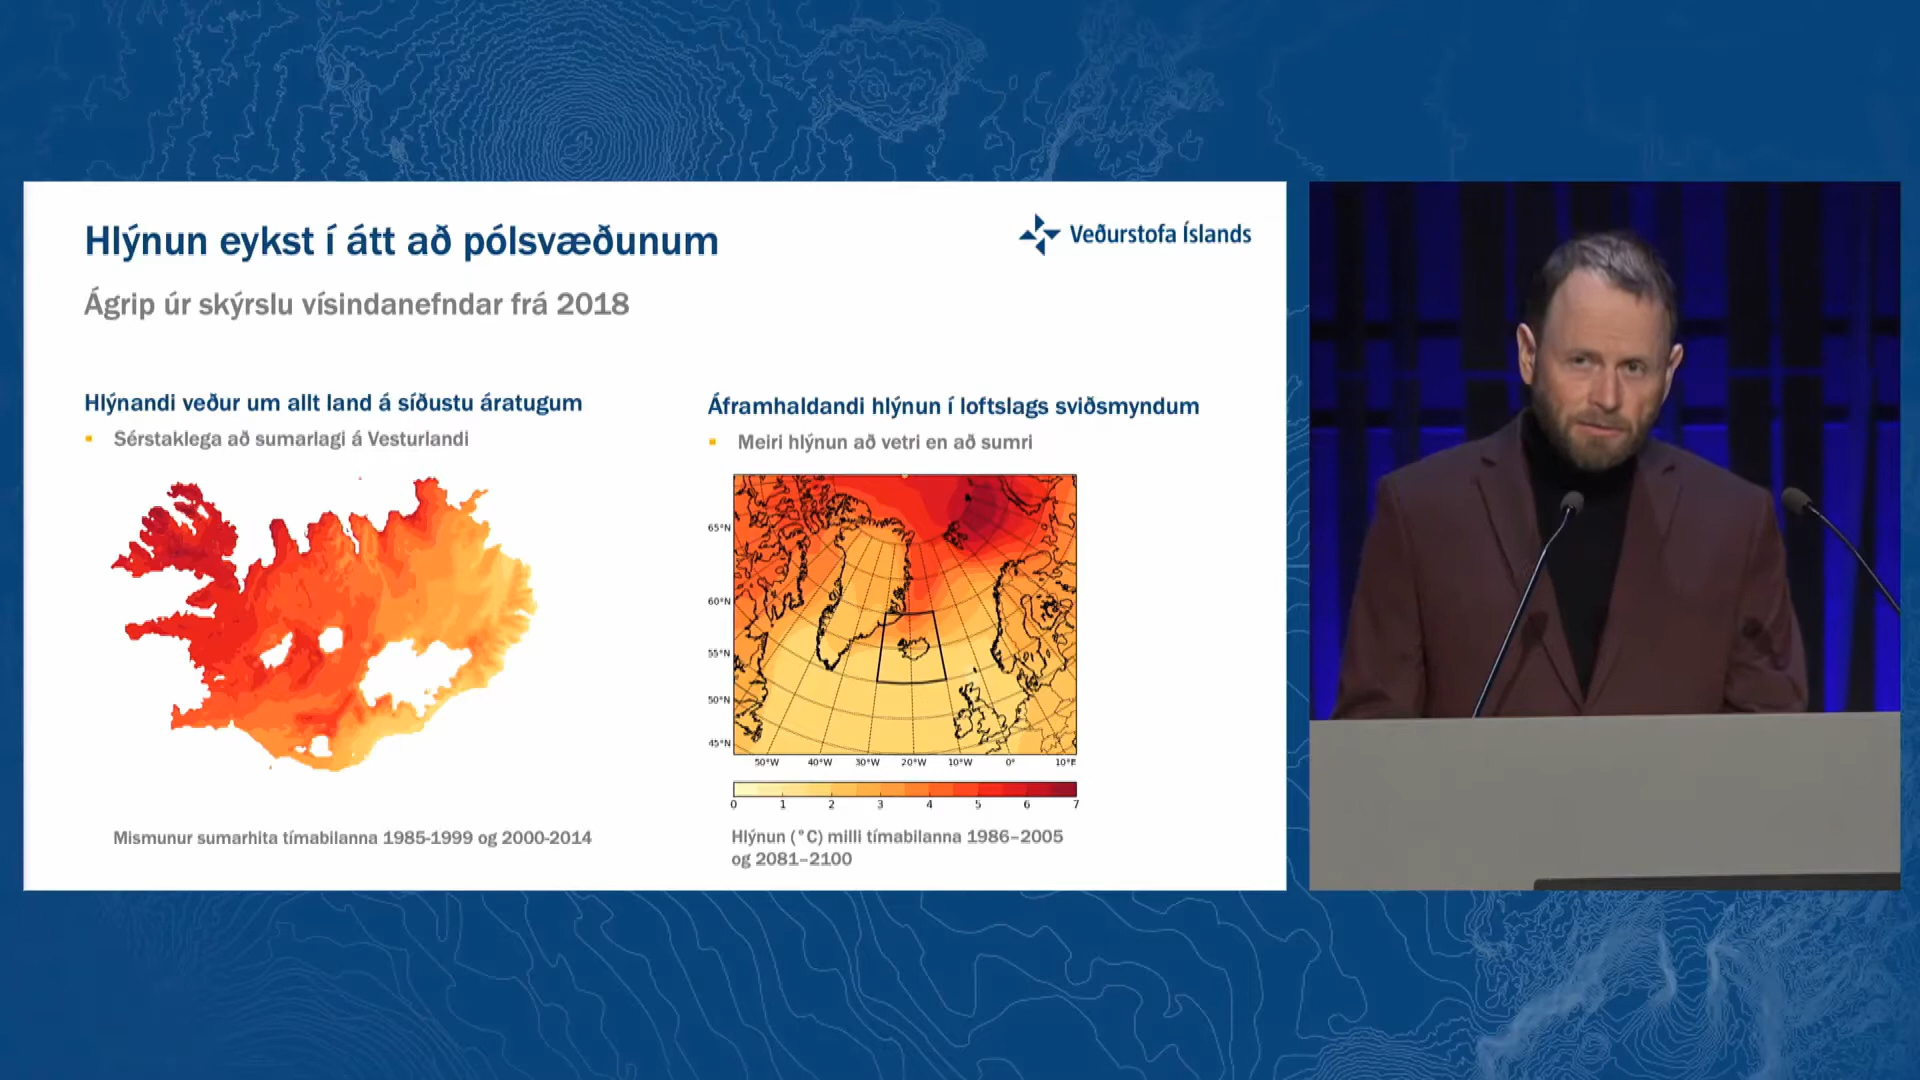 Hlýnun eykst í átt að pólsvæðunum
Veðurstofa Íslands
Ágrip úr skýrslu vísindanefndar frá 2018
Hlýnandi veður um allt land á síðustu áratugum
Sérstaklega að sumarlagi á Vesturlandi
Mismunur sumarhita tímabilanna 1985-1999 og 2000-2014
Áframhaldandi hlýnun í loftslags sviðsmyndum
Meiri hlýnun að vetri en að sumri
65°N
60°N
55°N
50°N
45°N
50°W 40°W 30°W 20°W 10°W 0° 10°E
0 1 2 3 4 5 6 7
Hlýnun (°C) milli tímabilanna 1986–2005
og 2081–2100